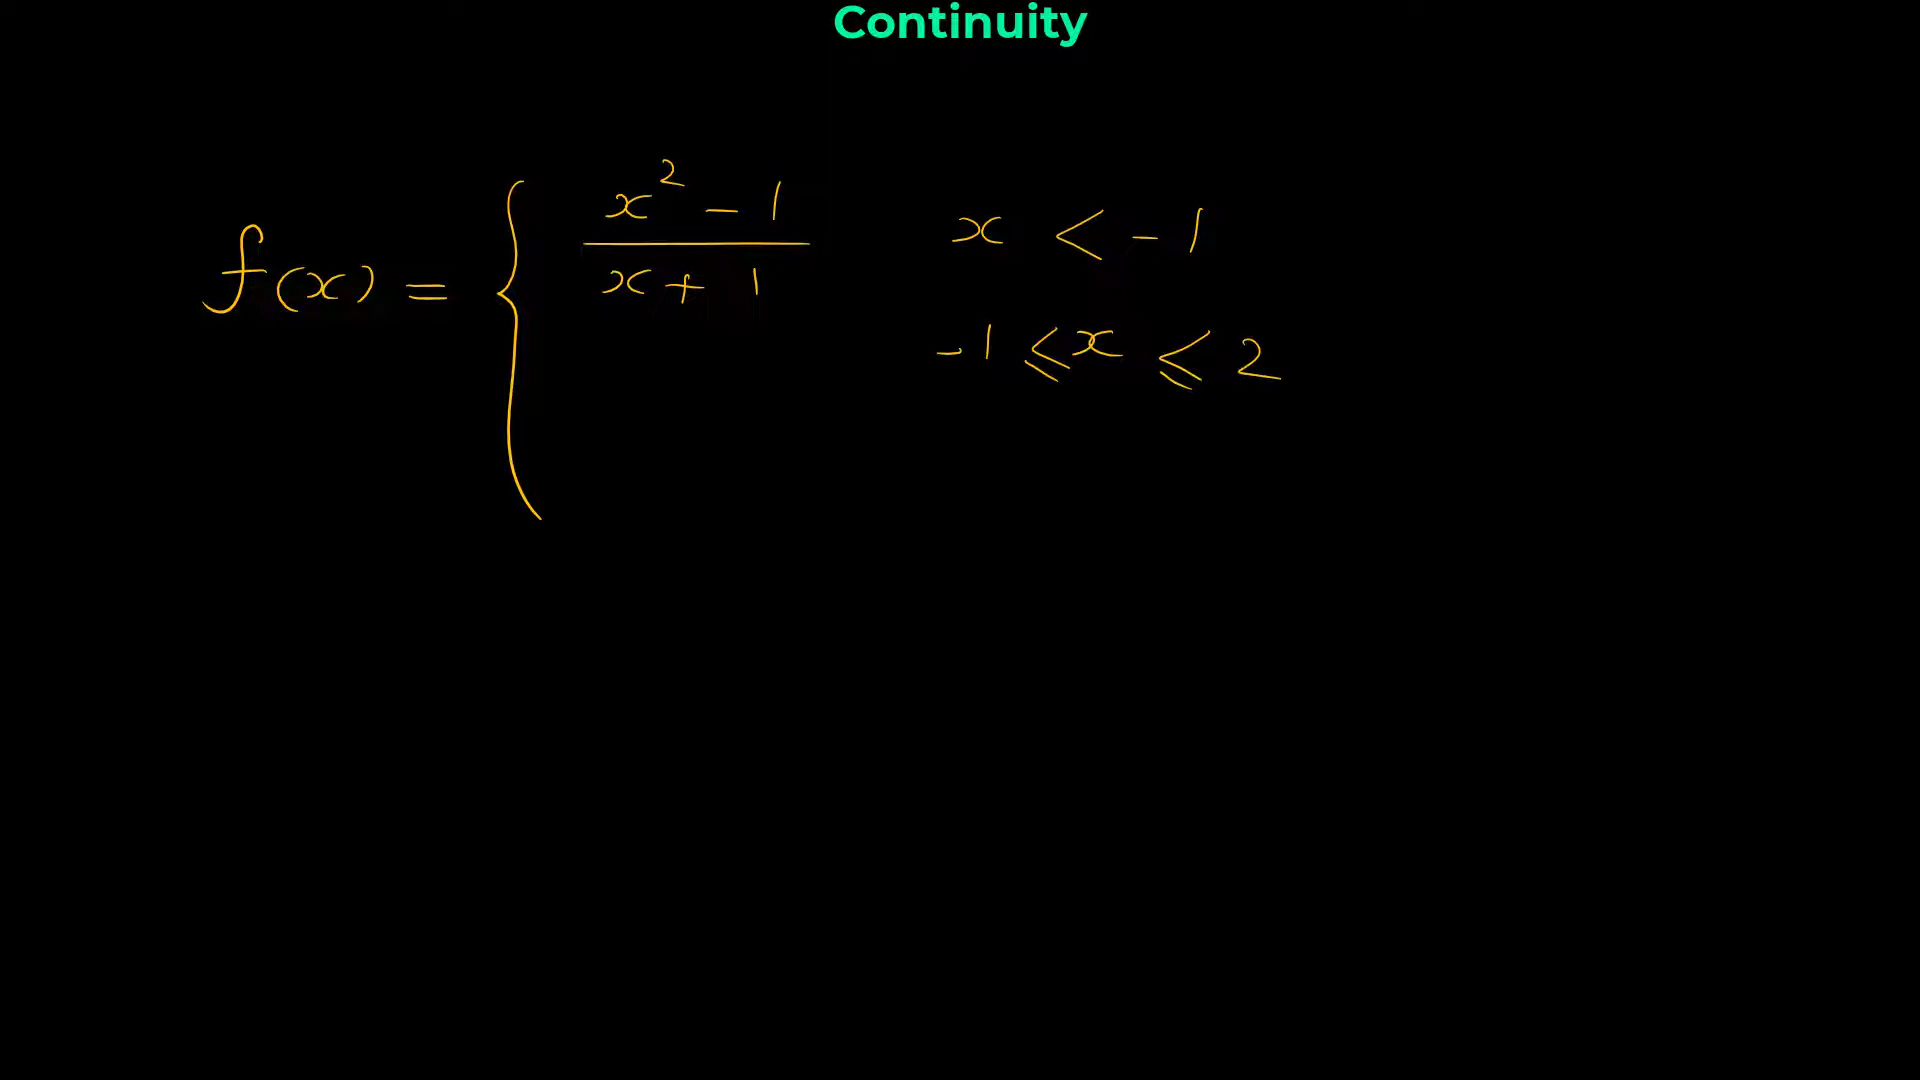 Continuity
f(x) = { x² - 1 / x + 1    x < -1
-1 ≤ x ≤ 2